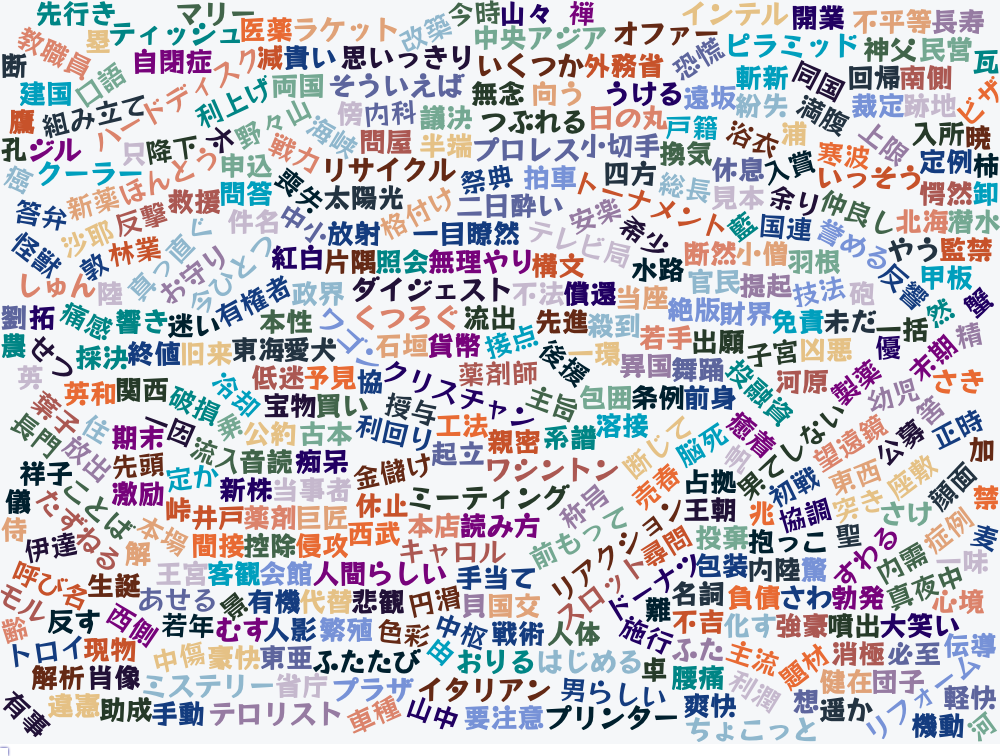 先行き マリー 今時 山々 禅 インテル 開業 不平等 長寿
塁 ティッシュ 医薬 ラケット 改築 中央アジア オファー 恐慌 ピラミッド 神父 民営 瓦
教職員 自閉症 減 貴い 思いっきり いくつか 外務省 斬新 同国 回帰 南側 ピザ
断 口語 ハードディスク 両国 そういえば 無念 向う うける 遠坂 紛失 満腹 裁定 跡地
建国 組み立て 利上げ 野々山 傍 内科 議決 つぶれる 日の丸 戸籍 浴衣 浦 上限 入所 暁
鷹 只 降下 木 海峡 問屋 半端 プロレス 小切手 換気 休息 入賞 寒波 定例 柿
孔 ジル ほんとう 申込 戦力 リサイクル 祭典 拍車 トーナメント 四方 総長 見本 余り いっそう 愕然 卸
癌 クーラー 新薬 救援 問答 喪失 太陽光 格付け 二日酔い 安楽 希少 藍 国連 仲良し 北海 潜水
答弁 沙耶 反撃 真っ直ぐ 件名 中小 放射 一目瞭然 テレビ局 断然 小僧 誉める やう 監禁
怪獣 敦 林業 お守り 今ひとつ 紅白 片隅 照会 無理やり 構文 水路 官民 提起 羽根 技法 反響 甲板
しゅん 陸 有権者 政界 ダイジェスト 不法 償還 当座 絶版 財界 免責 砲 未だ 一括 然 蟹
劉 拓 痛感 響き 迷い 本性 ウゴン くつろぐ 流出 先進 殺到 若手 出願 子宮 凶悪 優 未期 精
農 せつ 採決 終値 旧来 東海 愛犬 石垣 貨幣 接点 後援 一環 異国 舞踊 投融資 河原 製薬 さき
英 英和 関西 破損 冷却 低迷 予見 協 クリスチャン 薬剤師 主旨 包囲 条例 前身 幼児 筈
葉子 住 一因 乗 宝物 買い 授与 工法 親密 系譜 溶接 癒着 果てしない 望遠鏡 公募 正時
長門 放出 期末 流入 公約 古本 利回り 起立 ワシントン 断じて 脳死 帆 初戦 東西 座敷 加
祥子 ことば 先頭 定か 音読 痴呆 金儲け 売春 占拠 突き 顔面
儀 たずねる 激励 新株 当事者 休止 ミーティング 称号 王朝 兆 協調 さけ 禁
侍 本場 峠 井戸 薬剤 巨匠 西武 本店 読み方 前もって リアクション 投棄 抱っこ 聖 症例 麦
伊達 解 間接 控除 侵攻 キャロル 尋問 包装 内陸 驚 すわる 内需 一味
呼び名 生誕 王宮 客観 会館 人間らしい 手当て スロット ドーナツ 名詞 負債 さわ 勃発 真夜中 心境
モル 反す 西側 あせる 景 有機 代替 悲観 円滑 貝 国交 難 不吉 化す 強豪 噴出 大笑い
齢 トロイ 現物 若年 むす 人影 繁殖 色彩 中枢 戦術 人体 施行 ふた 主流 題材 消極 必至 伝導
解析 肖像 中傷 豪快 東亜 ふたたび 由 おりる はじめる 卓 腰痛 利潤 健在 団子 リフォーム 軽快
有事 違憲 助成 ミステリー 省庁 プラザ イタリアン 男らしい 爽快 想 遥か 機動 河
手動 テロリスト 車種 山中 要注意 プリンター ちょこっと